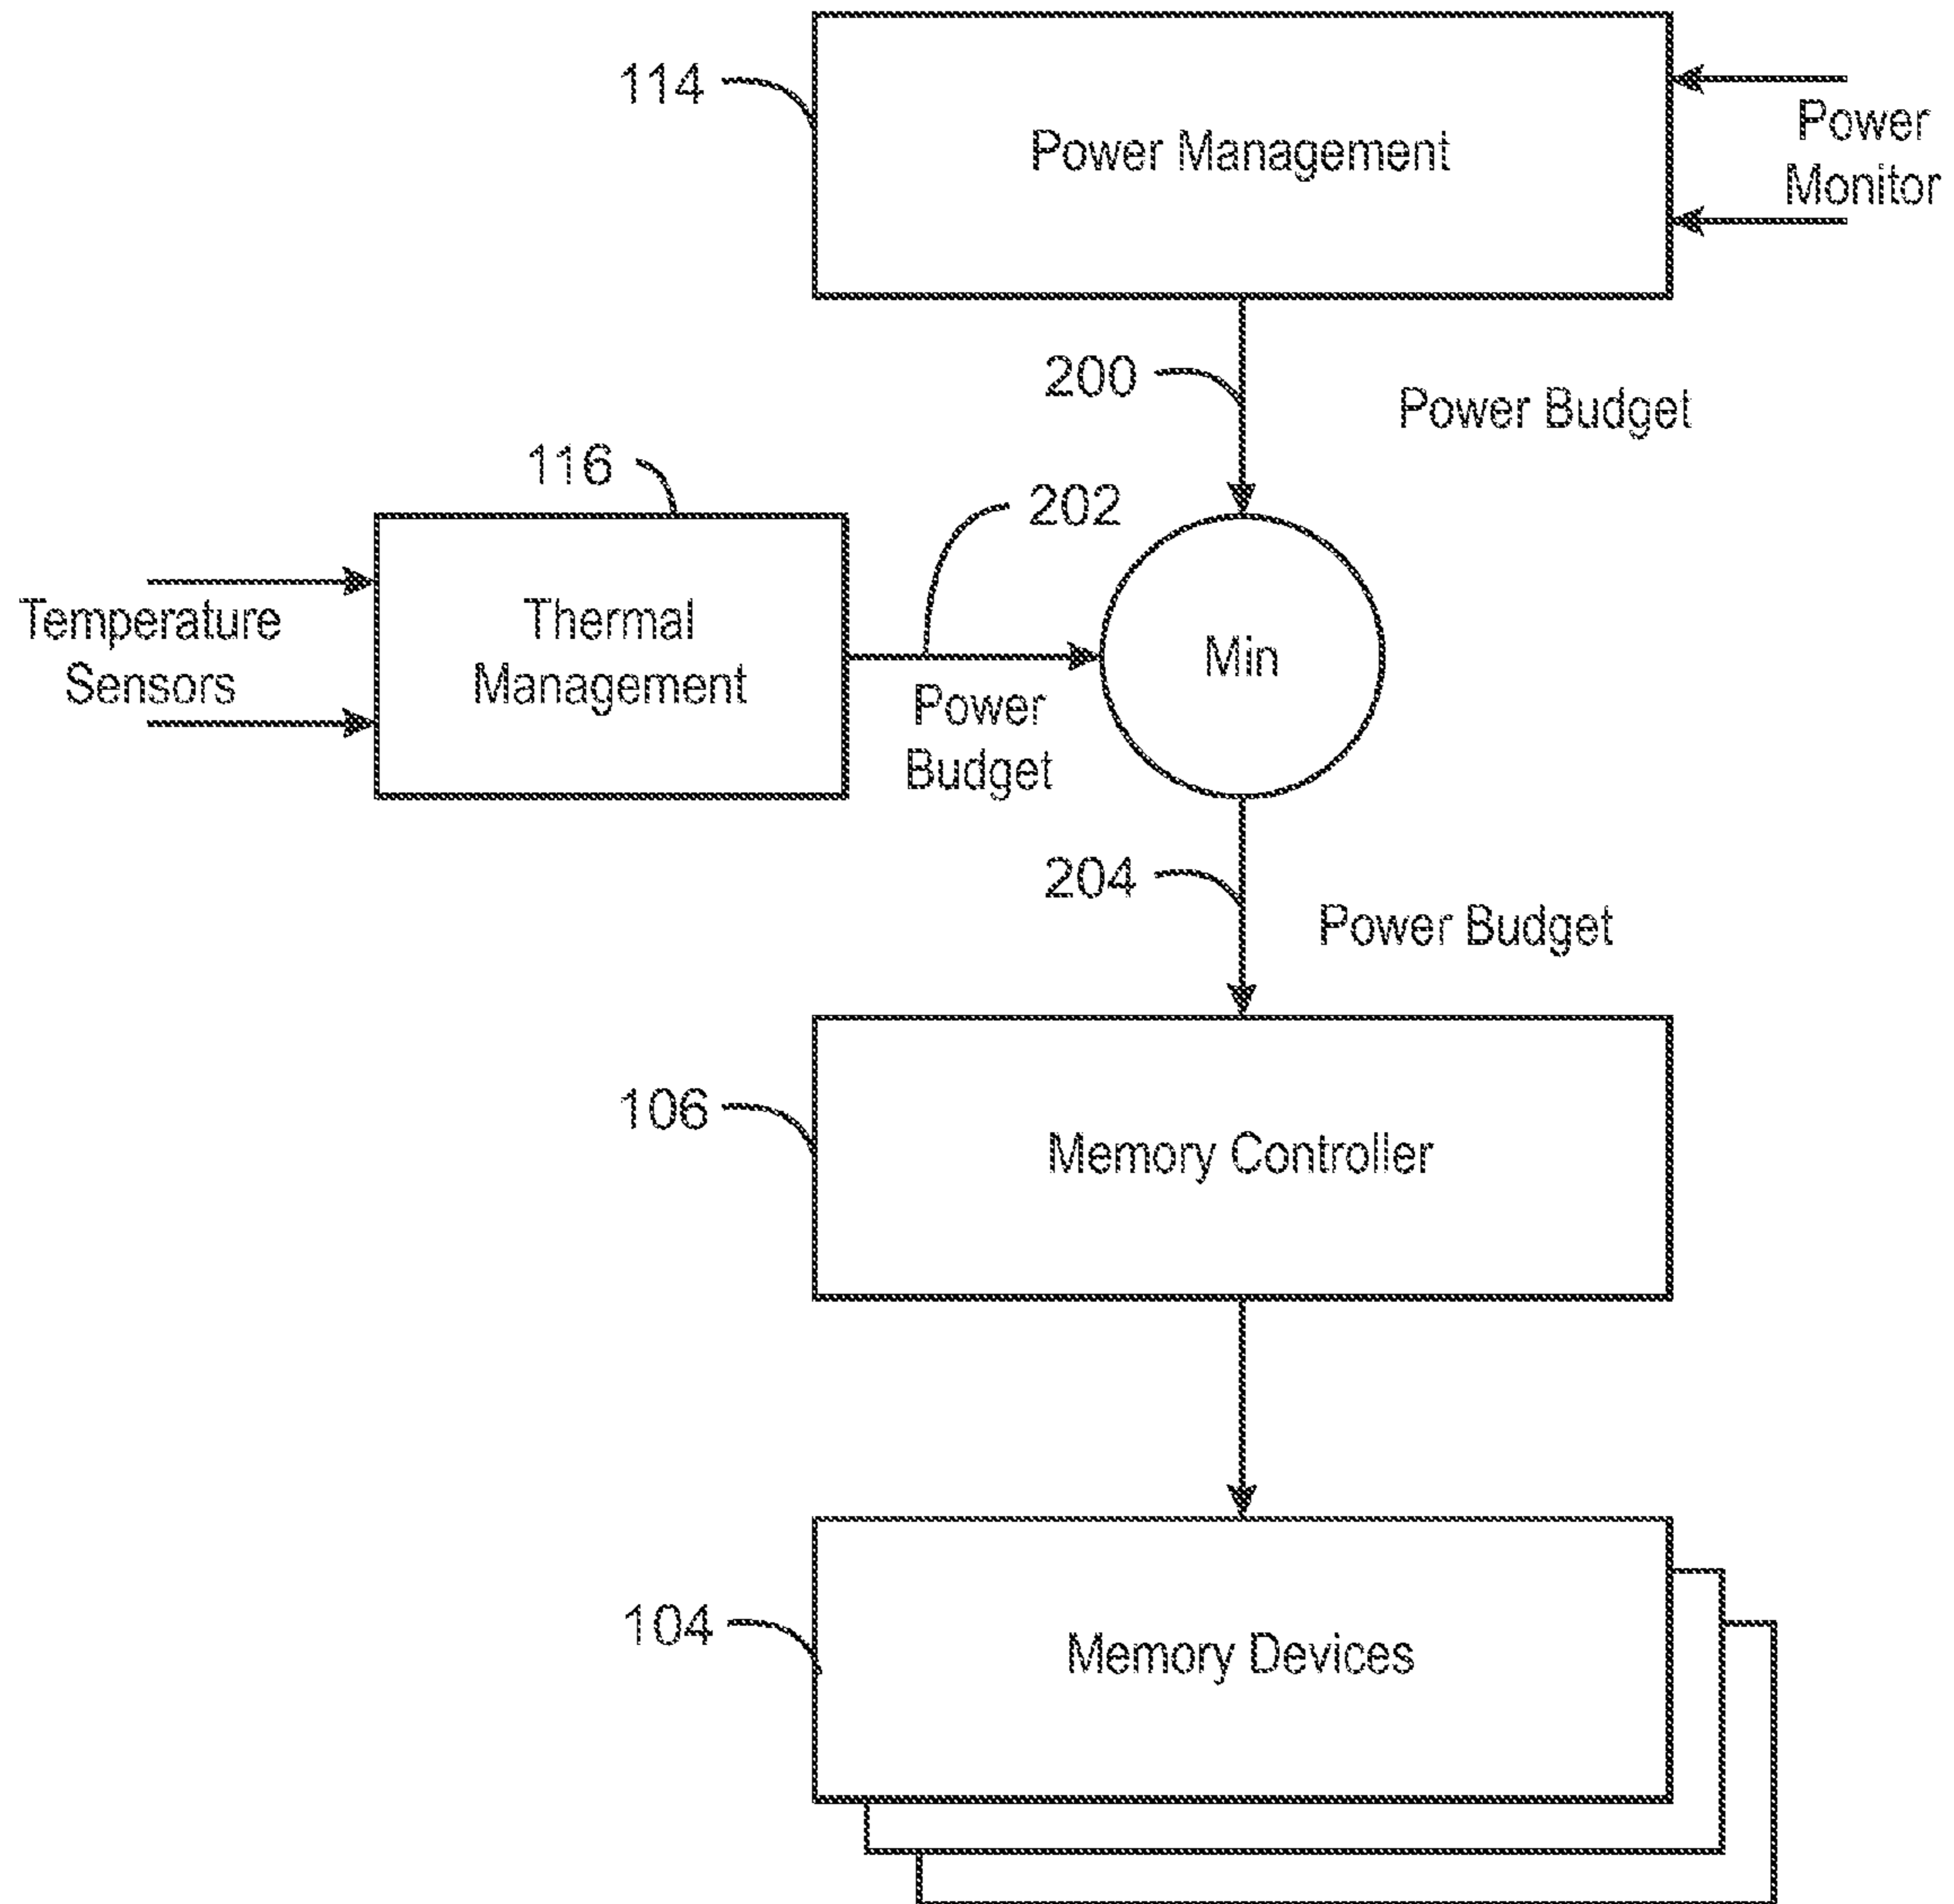 114
Power Management
Power
Monitor
200
Power Budget
116
202
Temperature
Sensors
Thermal
Management
Power
Budget
Min
204
Power Budget
106
Memory Controller
104
Memory Devices